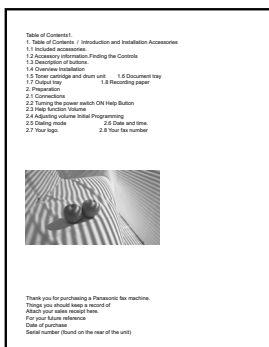 Table of Contents1.
1. Table of Contents / Introduction and Installation Accessories
1.1 Included accessories.
1.2 Accessory information.Finding the Controls
1.3 Description of buttons.
1.4 Overview Installation
1.5 Toner cartridge and drum unit 1.6 Document tray
1.7 Output tray 1.8 Recording paper
2. Preparation
2.1 Connections
2.2 Turning the power switch ON Help Button
2.3 Help function Volume
2.4 Adjusting volume Initial Programming
2.5 Dialing mode 2.6 Date and time.
2.7 Your logo. 2.8 Your fax number
Thank you for purchasing a Panasonic fax machine.
Things you should keep a record of
Attach your sales receipt here.
For your future reference
Date of purchase
Serial number (found on the rear of the unit)